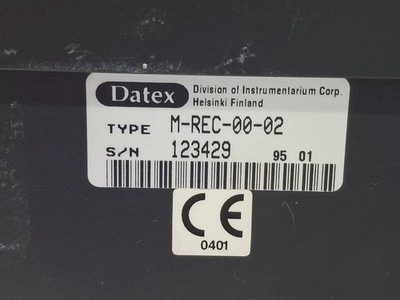 Datex Division of Instrumentarium Corp.
Helsinki Finland
TYPE M-REC-00-02
S/N 123429 95 01
CE
0401